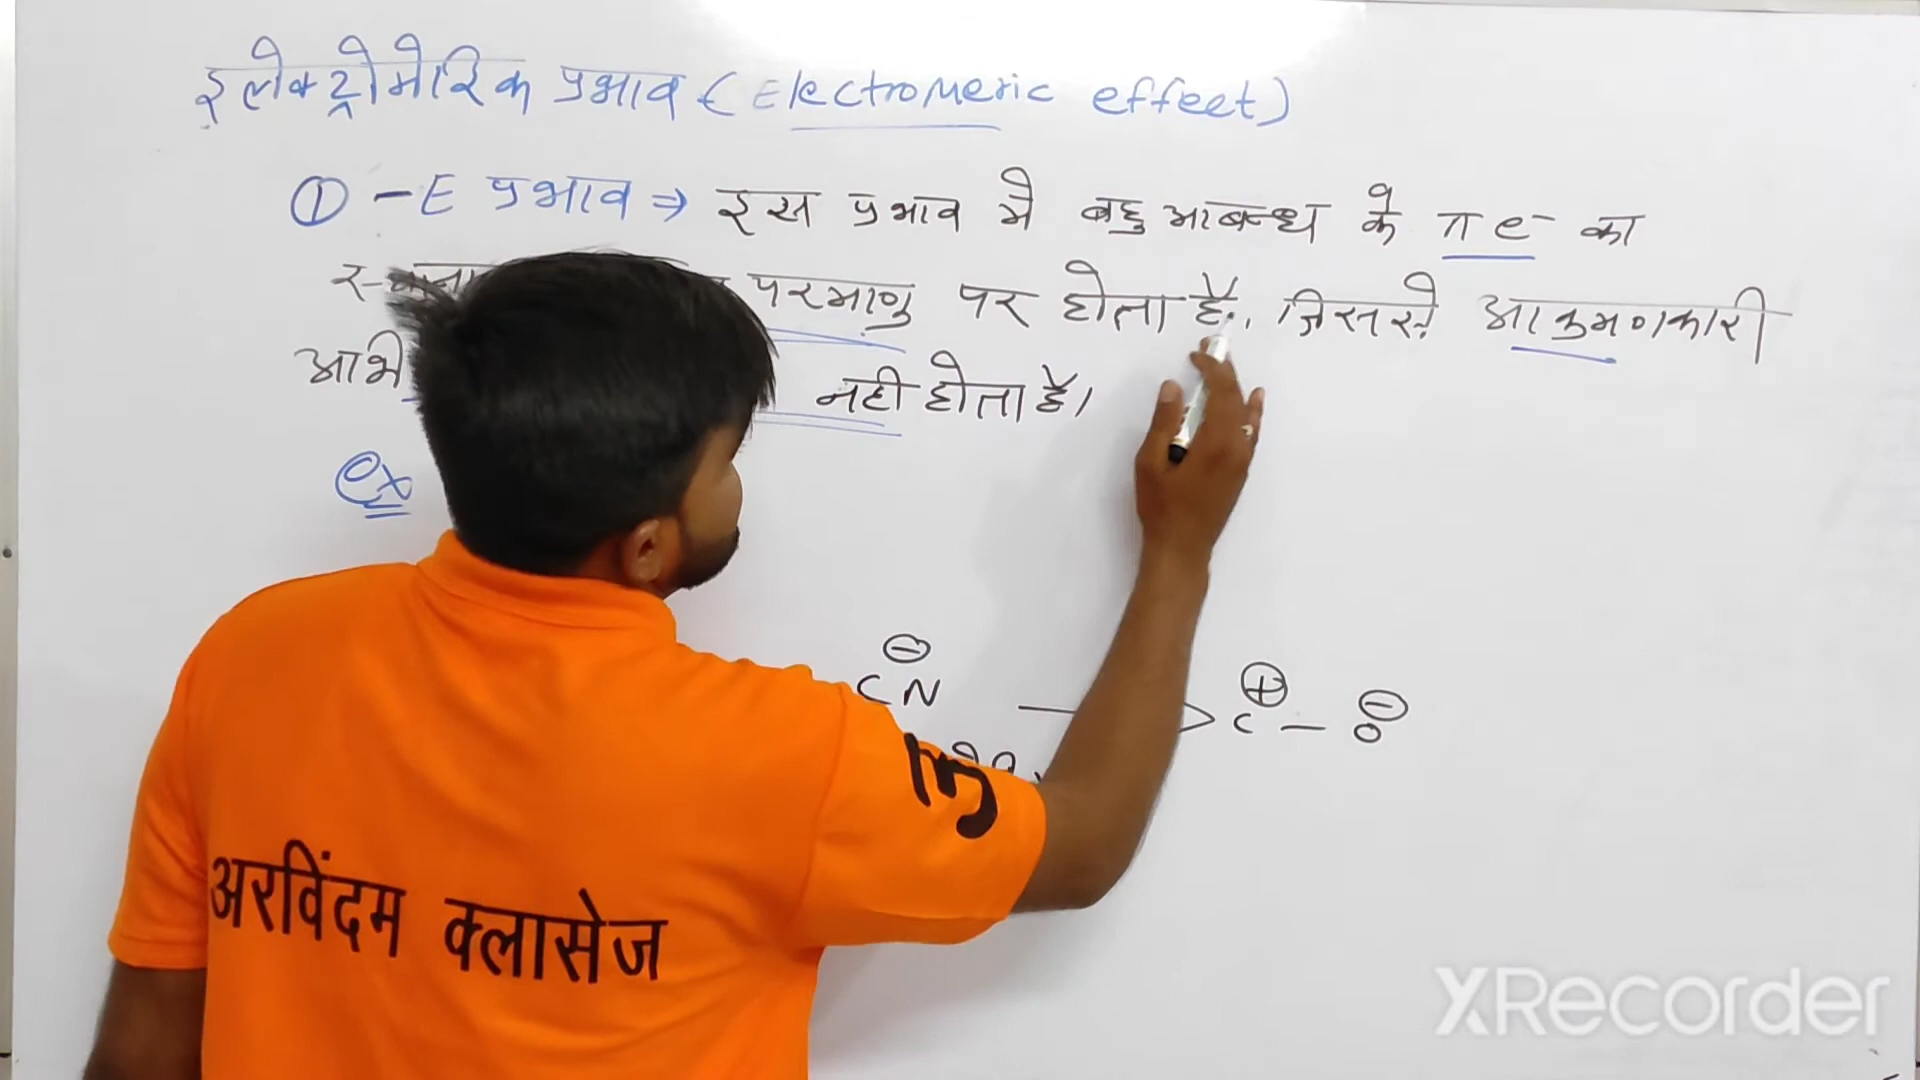 इलेक्ट्रोमेरिक प्रभाव (Electromeric effect)
① -E प्रभाव ⇒ इस प्रभाव मे बहु आबन्ध के π e⁻ का
परमाणु पर होता है, जिससे आक्रमणकारी
नही होता है।
ex
⊖
CN
⊕ ⊖
C — O
अरविंदम क्लासेज
XRecorder